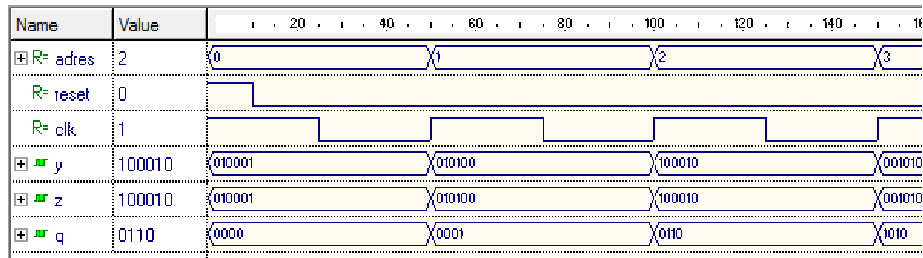 Name Value 20 40 60 80 100 120 140 16
R= adres 2 0 1 2 3
R= reset 0
R= clk 1
y 100010 010001 010100 100010 001010
z 100010 010001 010100 100010 001010
q 0110 0000 0001 0110 1010